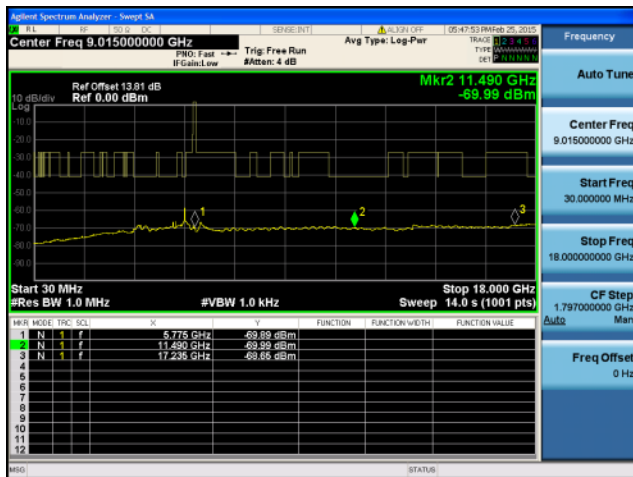 Agilent Spectrum Analyzer - Swept SA
RL RF 50 Ω DC SENSE:INT ALIGN OFF 05:47:53 PM Feb 25, 2015
Center Freq 9.015000000 GHz
PNO: Fast
IFGain:Low
Trig: Free Run
#Atten: 4 dB
Avg Type: Log-Pwr
TRACE 1 2 3 4 5 6
TYPE
DET P N N N N N
Ref Offset 13.81 dB
10 dB/div Ref 0.00 dBm
Log
Mkr2 11.490 GHz
-69.99 dBm
-10.0
-20.0
-30.0
-40.0
-50.0
-60.0
-70.0
-80.0
-90.0
1
2
3
Start 30 MHz
Stop 18.000 GHz
#Res BW 1.0 MHz #VBW 1.0 kHz Sweep 14.0 s (1001 pts)
MKR MODE TRC SCL X Y FUNCTION FUNCTION WIDTH FUNCTION VALUE
1 N 1 f 5.775 GHz -69.89 dBm
2 N 1 f 11.490 GHz -69.99 dBm
3 N 1 f 17.235 GHz -68.65 dBm
4
5
6
7
8
9
10
11
12
MSG STATUS
Frequency
Auto Tune
Center Freq
9.015000000 GHz
Start Freq
30.000000 MHz
Stop Freq
18.000000000 GHz
CF Step
1.797000000 GHz
Auto Man
Freq Offset
0 Hz